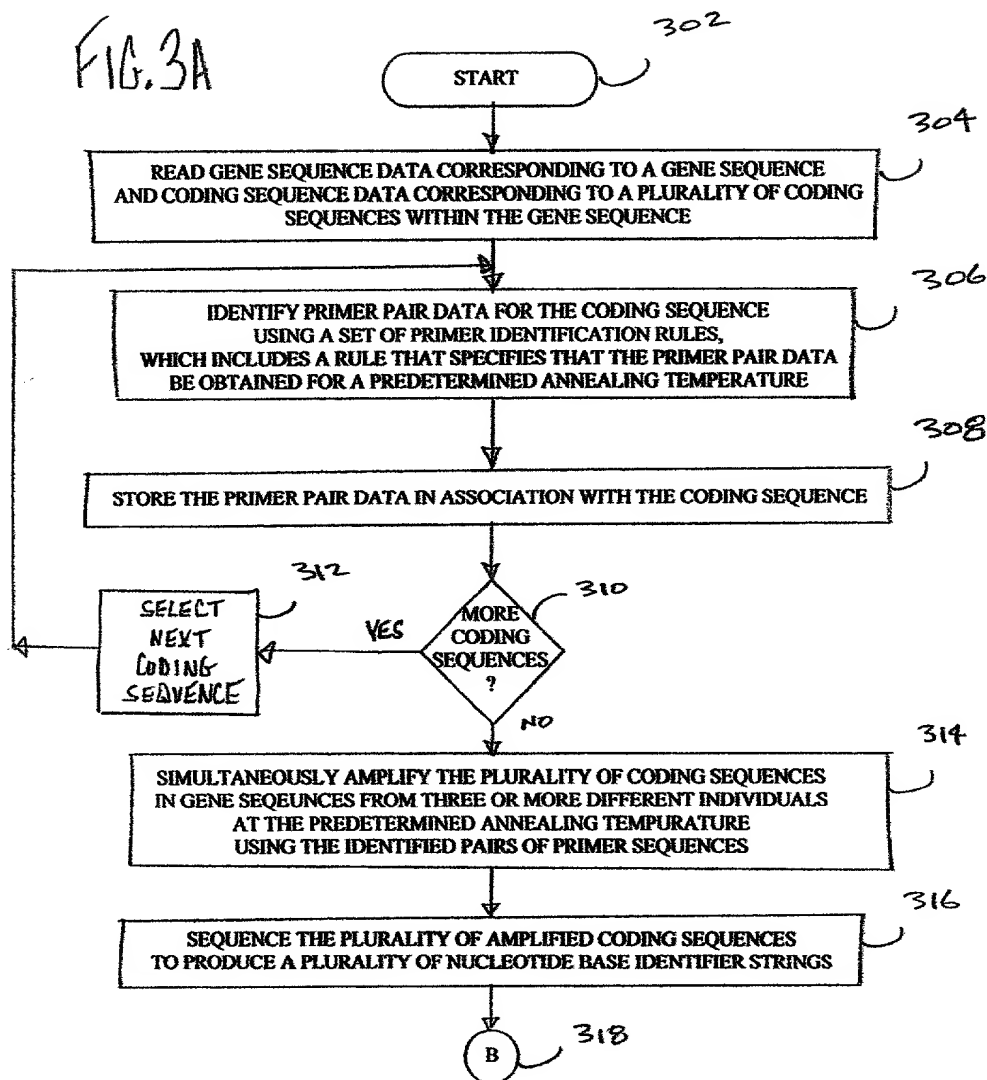 FIG. 3A
302
START
304
READ GENE SEQUENCE DATA CORRESPONDING TO A GENE SEQUENCE
AND CODING SEQUENCE DATA CORRESPONDING TO A PLURALITY OF CODING
SEQUENCES WITHIN THE GENE SEQUENCE
306
IDENTIFY PRIMER PAIR DATA FOR THE CODING SEQUENCE
USING A SET OF PRIMER IDENTIFICATION RULES,
WHICH INCLUDES A RULE THAT SPECIFIES THAT THE PRIMER PAIR DATA
BE OBTAINED FOR A PREDETERMINED ANNEALING TEMPERATURE
308
STORE THE PRIMER PAIR DATA IN ASSOCIATION WITH THE CODING SEQUENCE
312
SELECT
NEXT
CODING
SEQVENCE
YES
310
MORE
CODING
SEQUENCES
?
NO
314
SIMULTANEOUSLY AMPLIFY THE PLURALITY OF CODING SEQUENCES
IN GENE SEQEUNCES FROM THREE OR MORE DIFFERENT INDIVIDUALS
AT THE PREDETERMINED ANNEALING TEMPURATURE
USING THE IDENTIFIED PAIRS OF PRIMER SEQUENCES
316
SEQUENCE THE PLURALITY OF AMPLIFIED CODING SEQUENCES
TO PRODUCE A PLURALITY OF NUCLEOTIDE BASE IDENTIFIER STRINGS
B
318